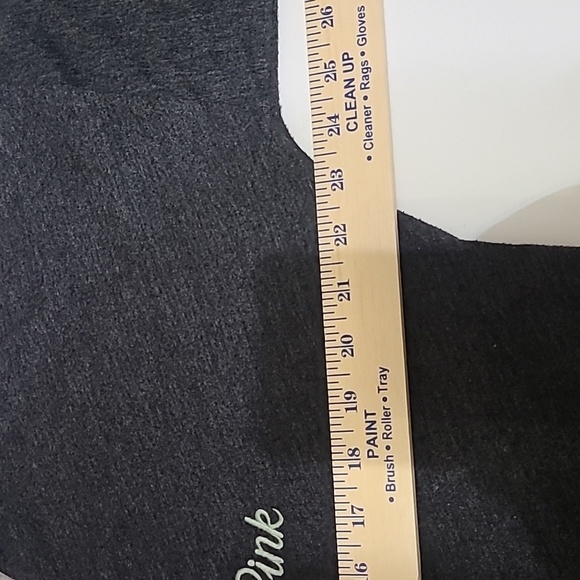 26
25
24
23
22
21
20
19
18
17
6
CLEAN UP
• Cleaner • Rags • Gloves
PAINT
• Brush • Roller • Tray
Pink